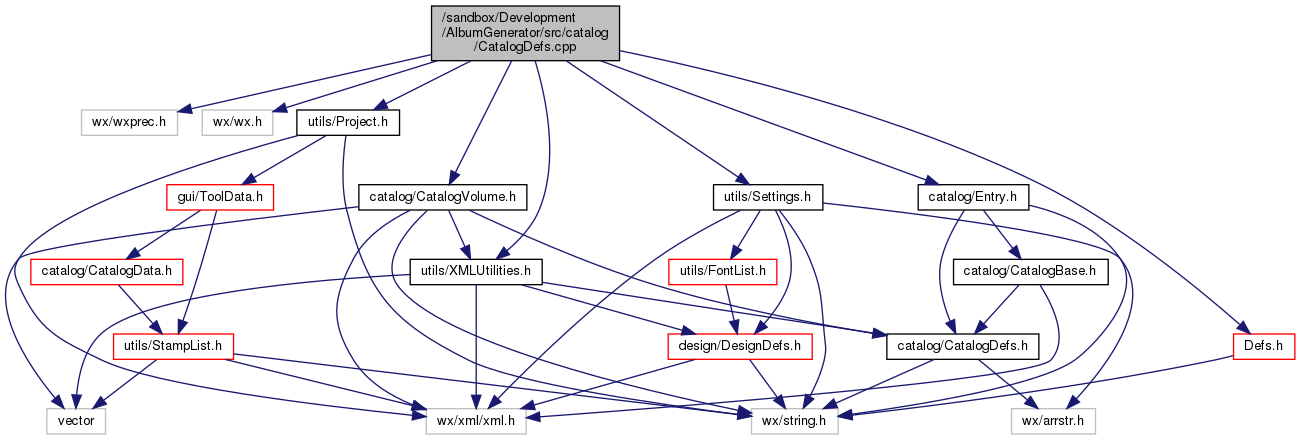 /sandbox/Development
/AlbumGenerator/src/catalog
/CatalogDefs.cpp
wx/wxprec.h
wx/wx.h
utils/Project.h
gui/ToolData.h
catalog/CatalogVolume.h
utils/Settings.h
catalog/Entry.h
catalog/CatalogData.h
utils/XMLUtilities.h
utils/FontList.h
catalog/CatalogBase.h
utils/StampList.h
design/DesignDefs.h
catalog/CatalogDefs.h
Defs.h
vector
wx/xml/xml.h
wx/string.h
wx/arrstr.h